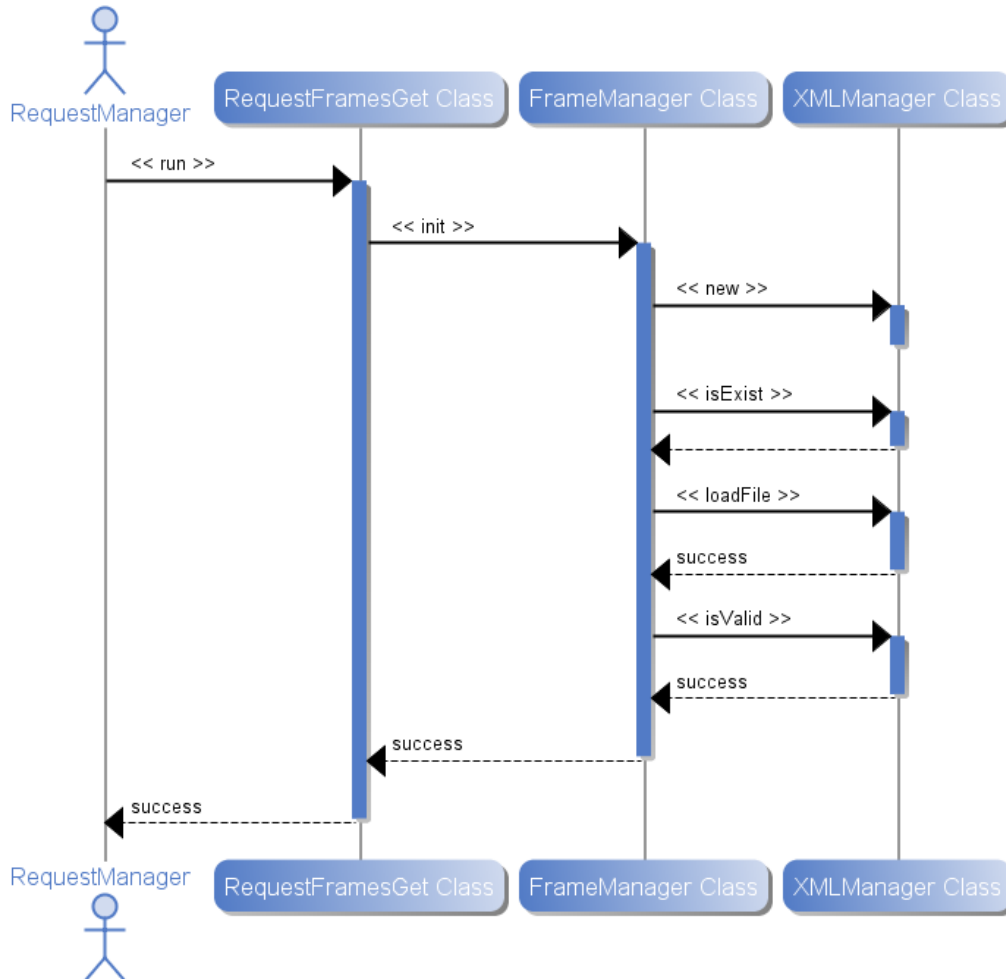 RequestManager
RequestFramesGet Class
FrameManager Class
XMLManager Class
<< run >>
<< init >>
<< new >>
<< isExist >>
<< loadFile >>
success
<< isValid >>
success
success
success
RequestManager
RequestFramesGet Class
FrameManager Class
XMLManager Class